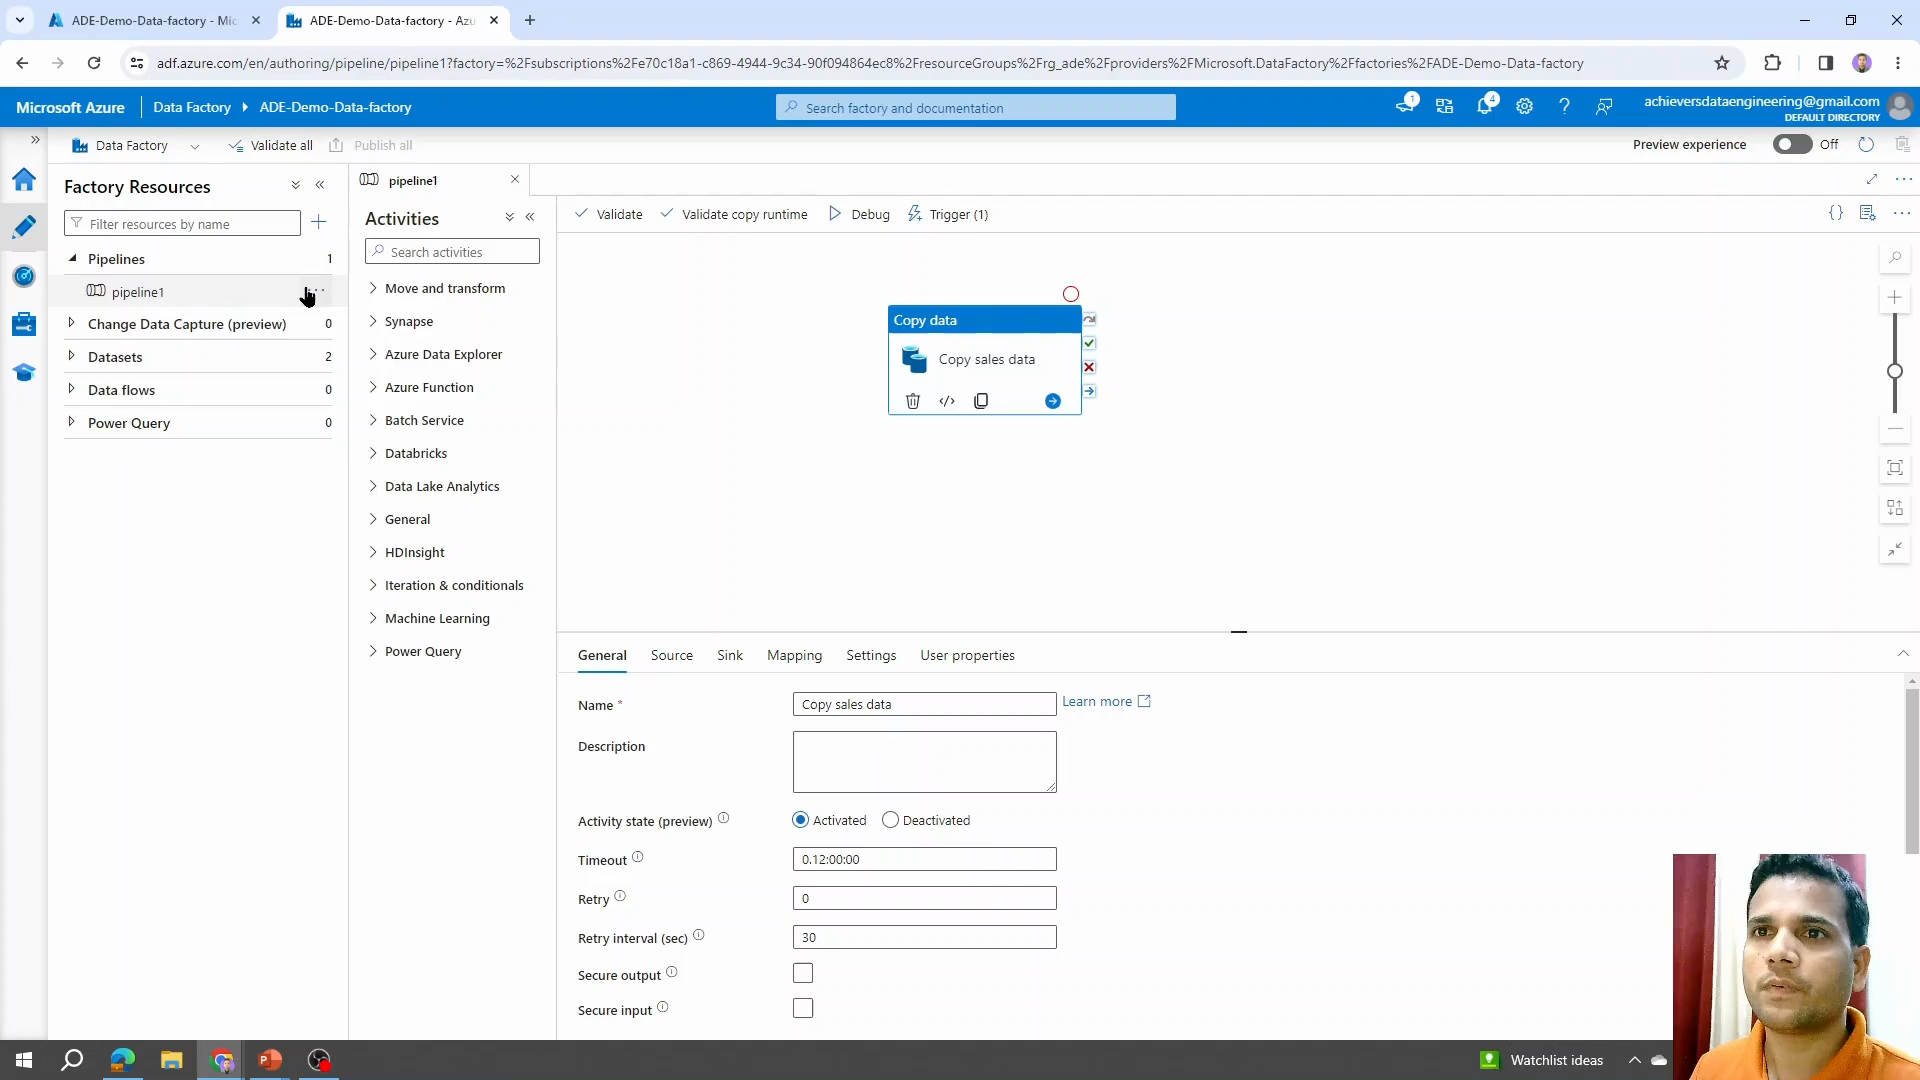 ADE-Demo-Data-factory - Mic
ADE-Demo-Data-factory - Azu
adf.azure.com/en/authoring/pipeline/pipeline1?factory=%2Fsubscriptions%2Fe70c18a1-c869-4944-9c34-90f094864ec8%2FresourceGroups%2Frg_ade%2Fproviders%2FMicrosoft.DataFactory%2Ffactories%2FADE-Demo-Data-factory
Microsoft Azure
Data Factory
ADE-Demo-Data-factory
Search factory and documentation
1
4
achieversdataengineering@gmail.com
DEFAULT DIRECTORY
Data Factory
Validate all
Publish all
Preview experience
Off
Factory Resources
Filter resources by name
Pipelines 1
pipeline1
Change Data Capture (preview) 0
Datasets 2
Data flows 0
Power Query 0
pipeline1
Activities
Search activities
Move and transform
Synapse
Azure Data Explorer
Azure Function
Batch Service
Databricks
Data Lake Analytics
General
HDInsight
Iteration & conditionals
Machine Learning
Power Query
Validate
Validate copy runtime
Debug
Trigger (1)
Copy data
Copy sales data
General
Source
Sink
Mapping
Settings
User properties
Name *
Copy sales data
Learn more
Description
Activity state (preview)
Activated
Deactivated
Timeout
0.12:00:00
Retry
0
Retry interval (sec)
30
Secure output
Secure input
Watchlist ideas